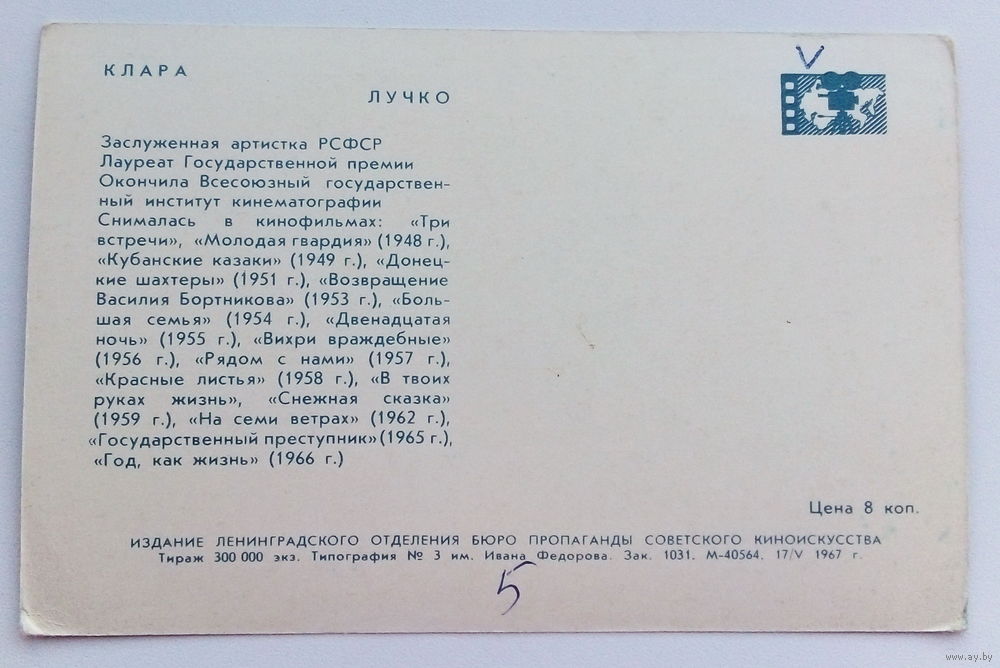 V
КЛАРА
ЛУЧКО
Заслуженная артистка РСФСР
Лауреат Государственной премии
Окончила Всесоюзный государствен-
ный институт кинематографии
Снималась в кинофильмах: «Три
встречи», «Молодая гвардия» (1948 г.),
«Кубанские казаки» (1949 г.), «Донец-
кие шахтеры» (1951 г.), «Возвращение
Василия Бортникова» (1953 г.), «Боль-
шая семья» (1954 г.), «Двенадцатая
ночь» (1955 г.), «Вихри враждебные»
(1956 г.), «Рядом с нами» (1957 г.),
«Красные листья» (1958 г.), «В твоих
руках жизнь», «Снежная сказка»
(1959 г.), «На семи ветрах» (1962 г.),
«Государственный преступник» (1965 г.),
«Год, как жизнь» (1966 г.)
Цена 8 коп.
ИЗДАНИЕ ЛЕНИНГРАДСКОГО ОТДЕЛЕНИЯ БЮРО ПРОПАГАНДЫ СОВЕТСКОГО КИНОИСКУССТВА
Тираж 300 000 экз. Типография № 3 им. Ивана Федорова. Зак. 1031. М-40564. 17/V 1967 г.
5
www.ay.by